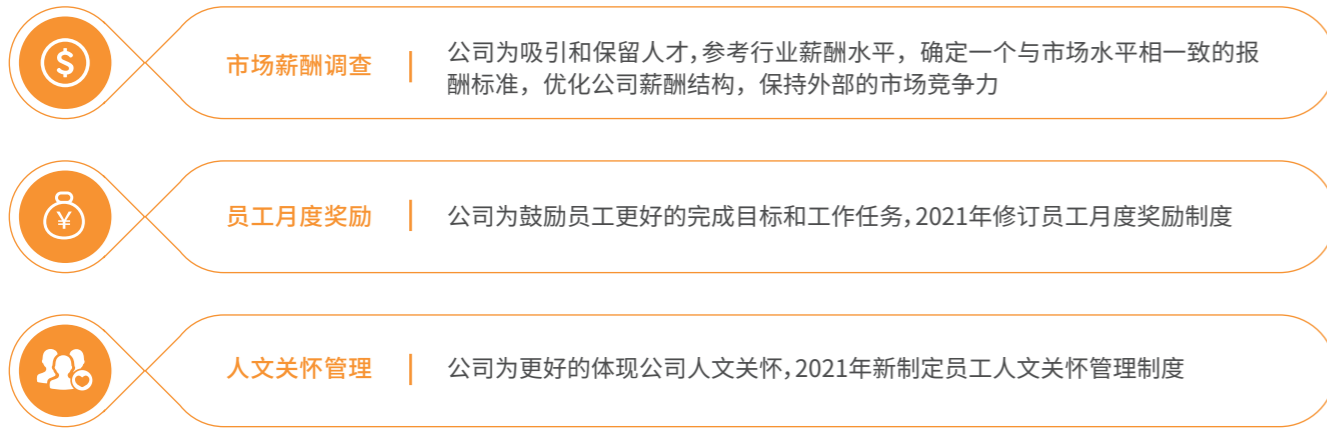 市场薪酬调查
公司为吸引和保留人才，参考行业薪酬水平，确定一个与市场水平相一致的报
酬标准，优化公司薪酬结构，保持外部的市场竞争力
员工月度奖励
公司为鼓励员工更好的完成目标和工作任务，2021年修订员工月度奖励制度
人文关怀管理
公司为更好的体现公司人文关怀，2021年新制定员工人文关怀管理制度